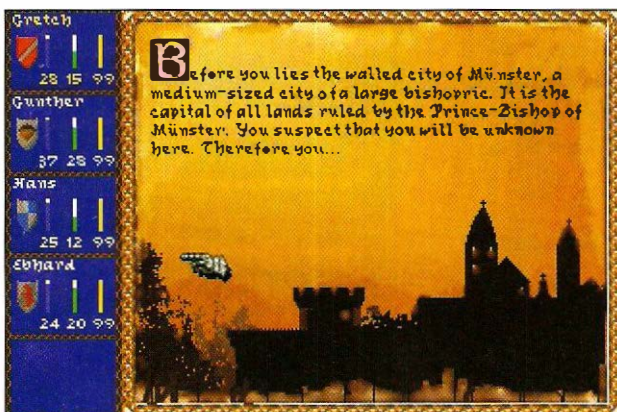 Gretch
28 15 99
Gunther
37 28 99
Hans
25 12 99
Ebhard
24 20 99
Before you lies the walled city of Münster, a
medium-sized city of a large bishopric. It is the
capital of all lands ruled by the Prince-Bishop of
Münster. You suspect that you will be unknown
here. Therefore you...